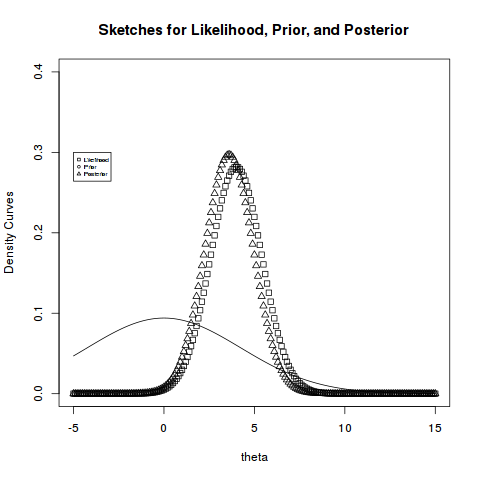 Sketches for Likelihood, Prior, and Posterior
Density Curves
0.4
0.3
0.2
0.1
0.0
Likelihood
Prior
Posterior
-5
0
5
10
15
theta